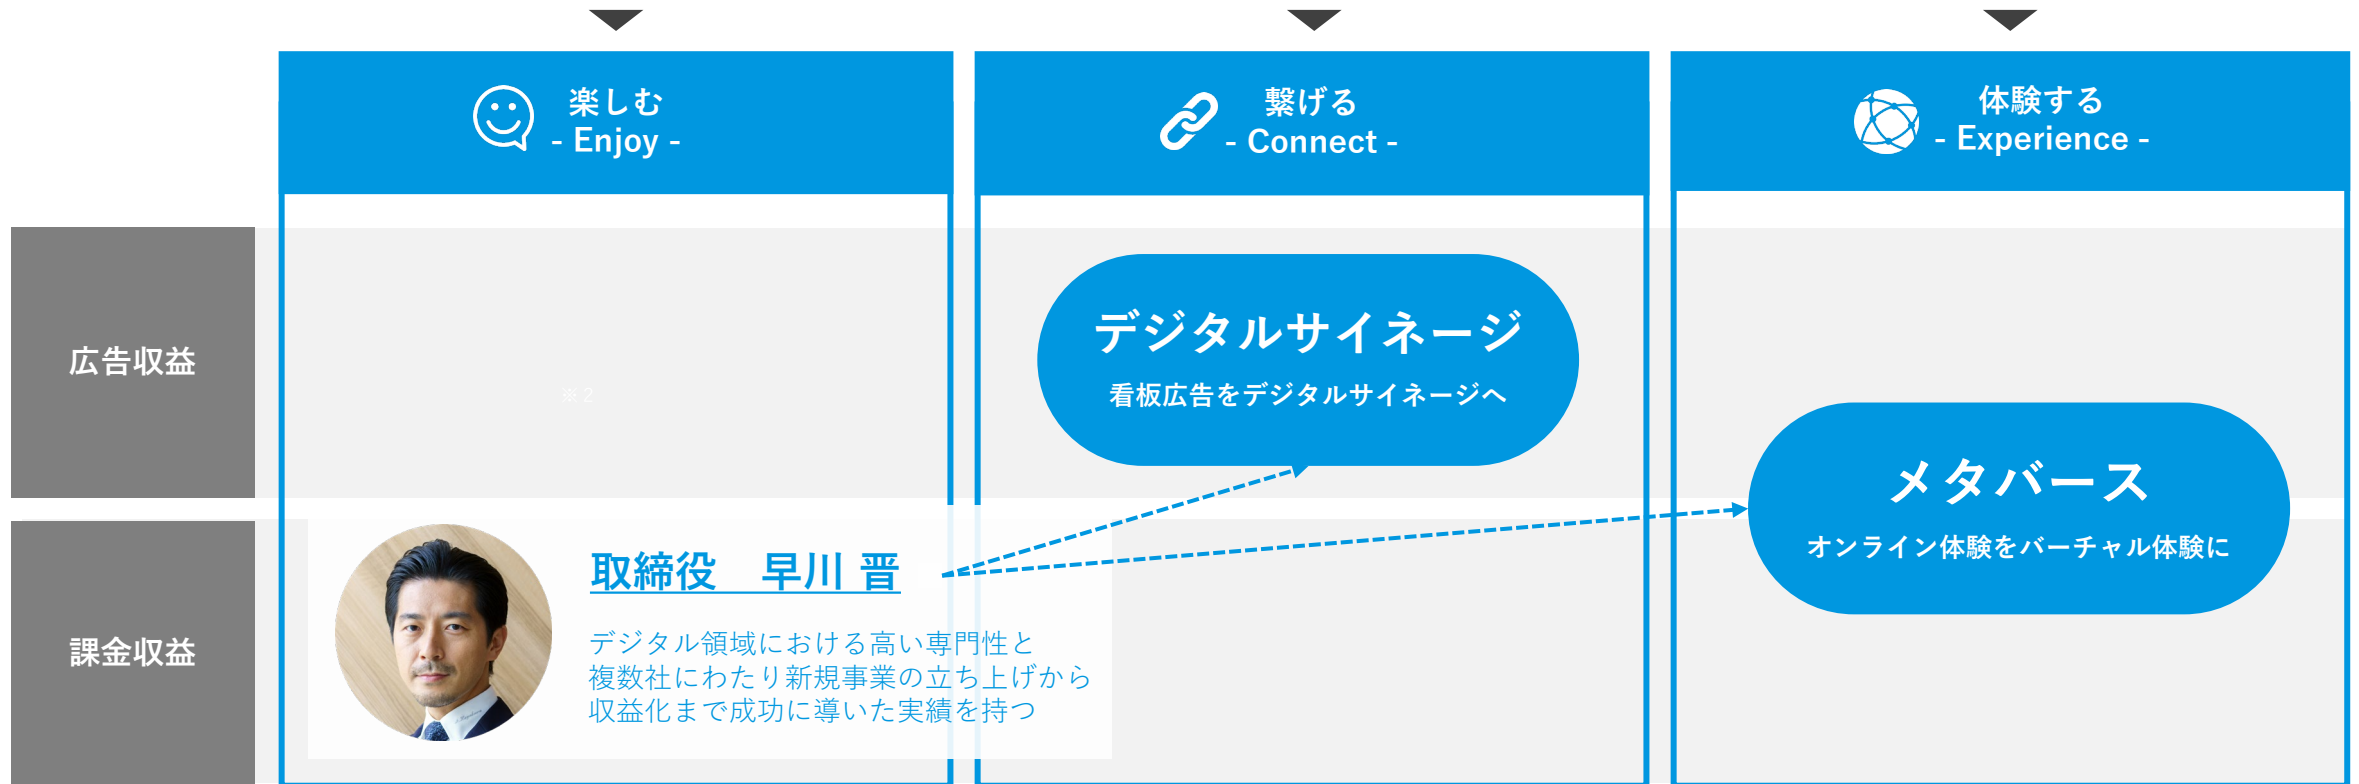 楽しむ
- Enjoy -
繋げる
- Connect -
体験する
- Experience -
広告収益
※2
デジタルサイネージ
看板広告をデジタルサイネージへ
メタバース
オンライン体験をバーチャル体験に
課金収益
取締役　早川 晋
デジタル領域における高い専門性と
複数社にわたり新規事業の立ち上げから
収益化まで成功に導いた実績を持つ